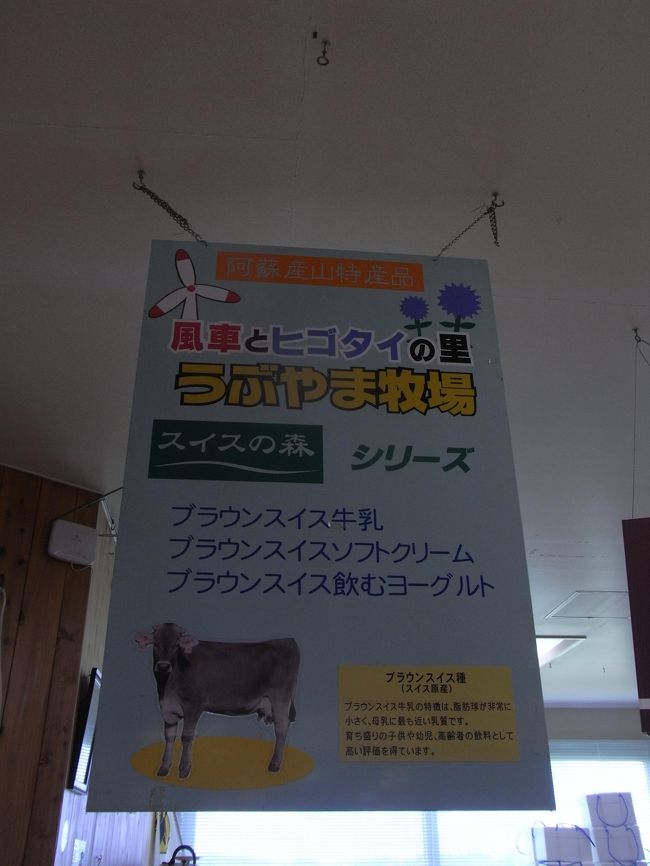 阿蘇産山特産品
風車とヒゴタイの里
うぶやま牧場
スイスの森 シリーズ
ブラウンスイス牛乳
ブラウンスイスソフトクリーム
ブラウンスイス飲むヨーグルト
ブラウンスイス種
(スイス原産)
ブラウンスイス牛乳の特徴は、脂肪球が非常に
小さく、母乳に最も近い乳質です。
育ち盛りの子供や幼児、高齢者の飲料として
高い評価を得ています。